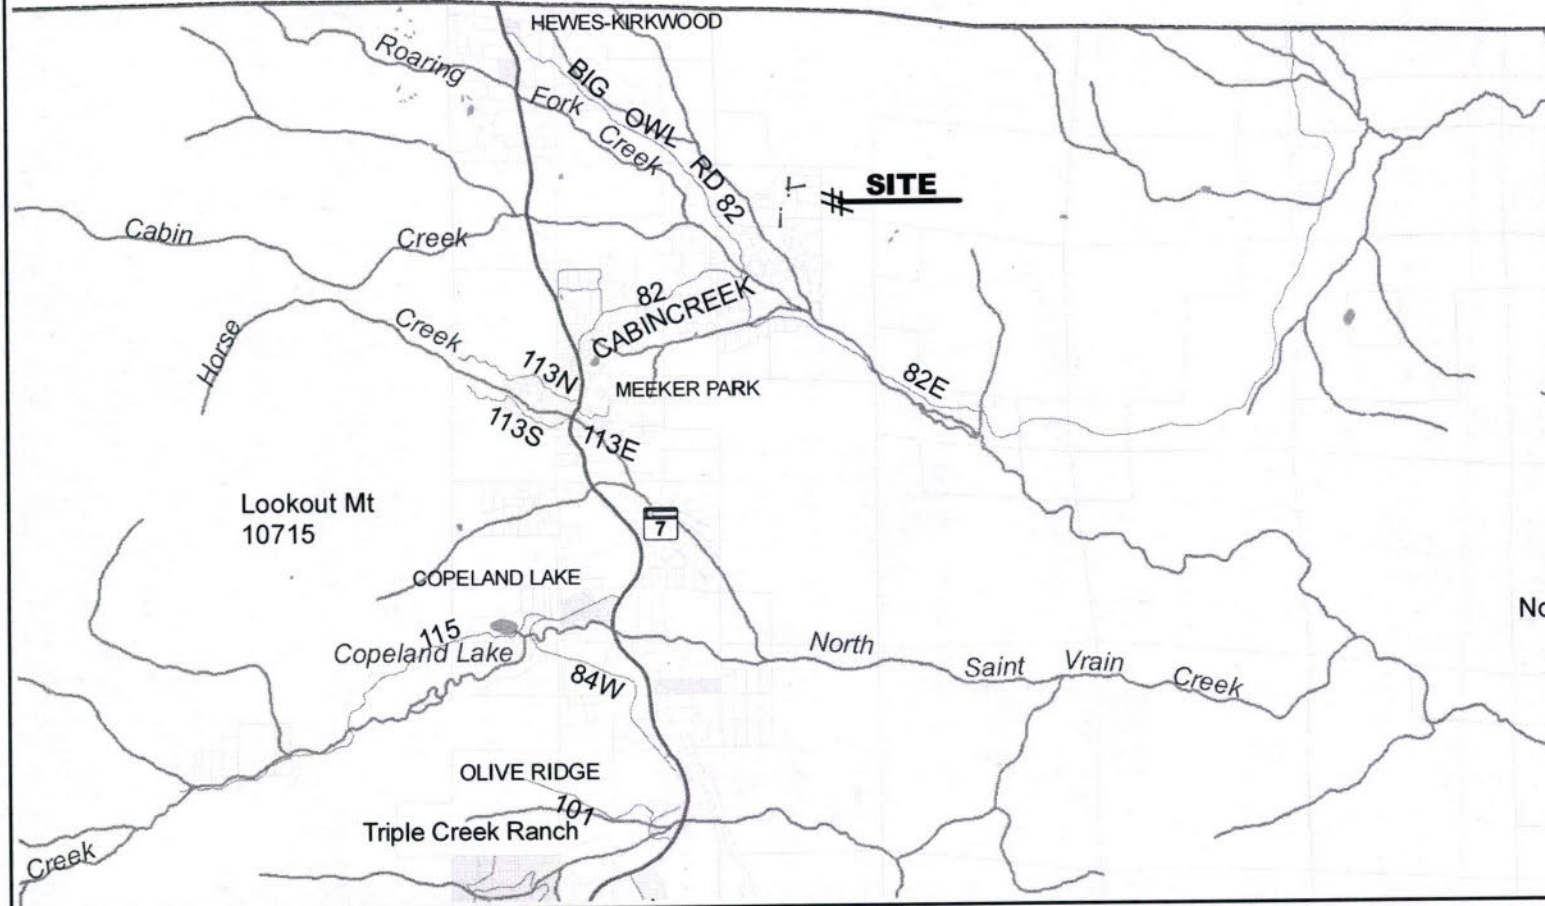 HEWES-KIRKWOOD
Roaring
Fork
Creek
BIG OWL RD 82
SITE
Cabin
Creek
82
CABINCREEK
Horse
Creek
113N
MEEKER PARK
82E
113S
113E
Lookout Mt
10715
7
COPELAND LAKE
No
115
Copeland Lake
North
Saint
Vrain
Creek
84W
OLIVE RIDGE
101
Triple Creek Ranch
Creek